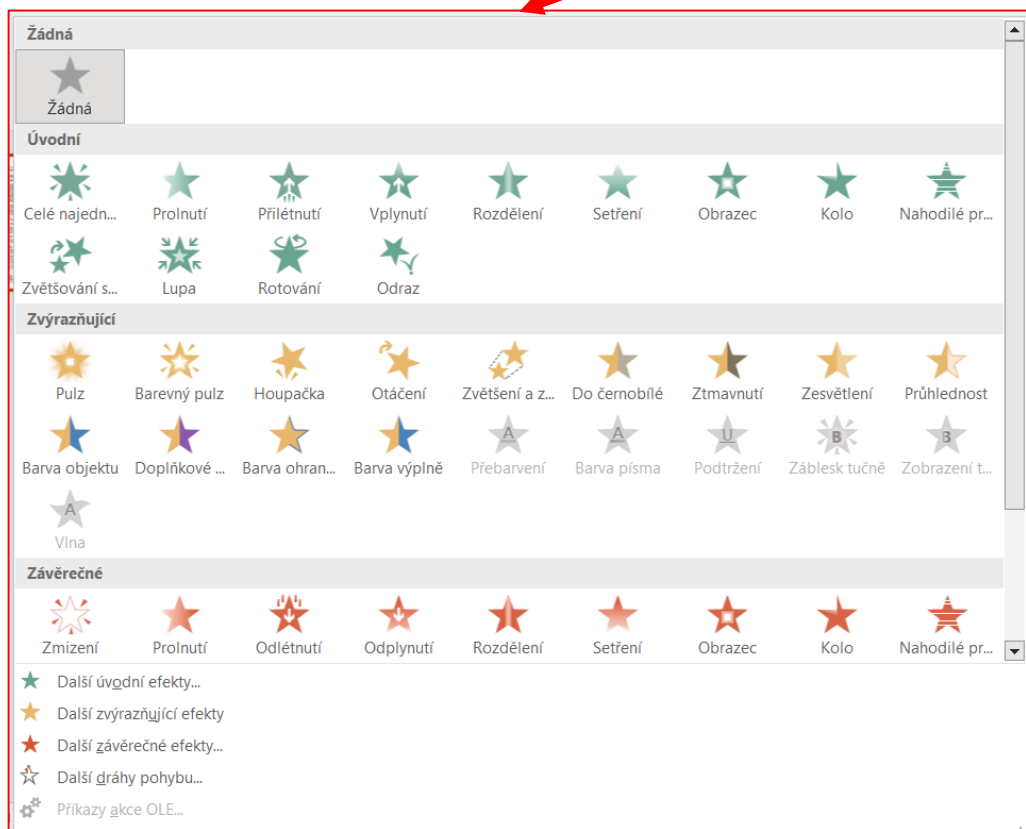 Žádná
Žádná
Úvodní
Celé najedn... Prolnutí Přilétnutí Vplynutí Rozdělení Setření Obrazec Kolo Nahodilé pr...
Zvětšování s... Lupa Rotování Odraz
Zvýrazňující
Pulz Barevný pulz Houpačka Otáčení Zvětšení a z... Do černobílé Ztmavnutí Zesvětlení Průhlednost
Barva objektu Doplňkové ... Barva ohran... Barva výplně Přebarvení Barva písma Podtržení Záblesk tučně Zobrazení t...
Vlna
Závěrečné
Zmizení Prolnutí Odlétnutí Odplynutí Rozdělení Setření Obrazec Kolo Nahodilé pr...
Další úvodní efekty...
Další zvýrazňující efekty
Další závěrečné efekty...
Další dráhy pohybu...
Příkazy akce OLE...